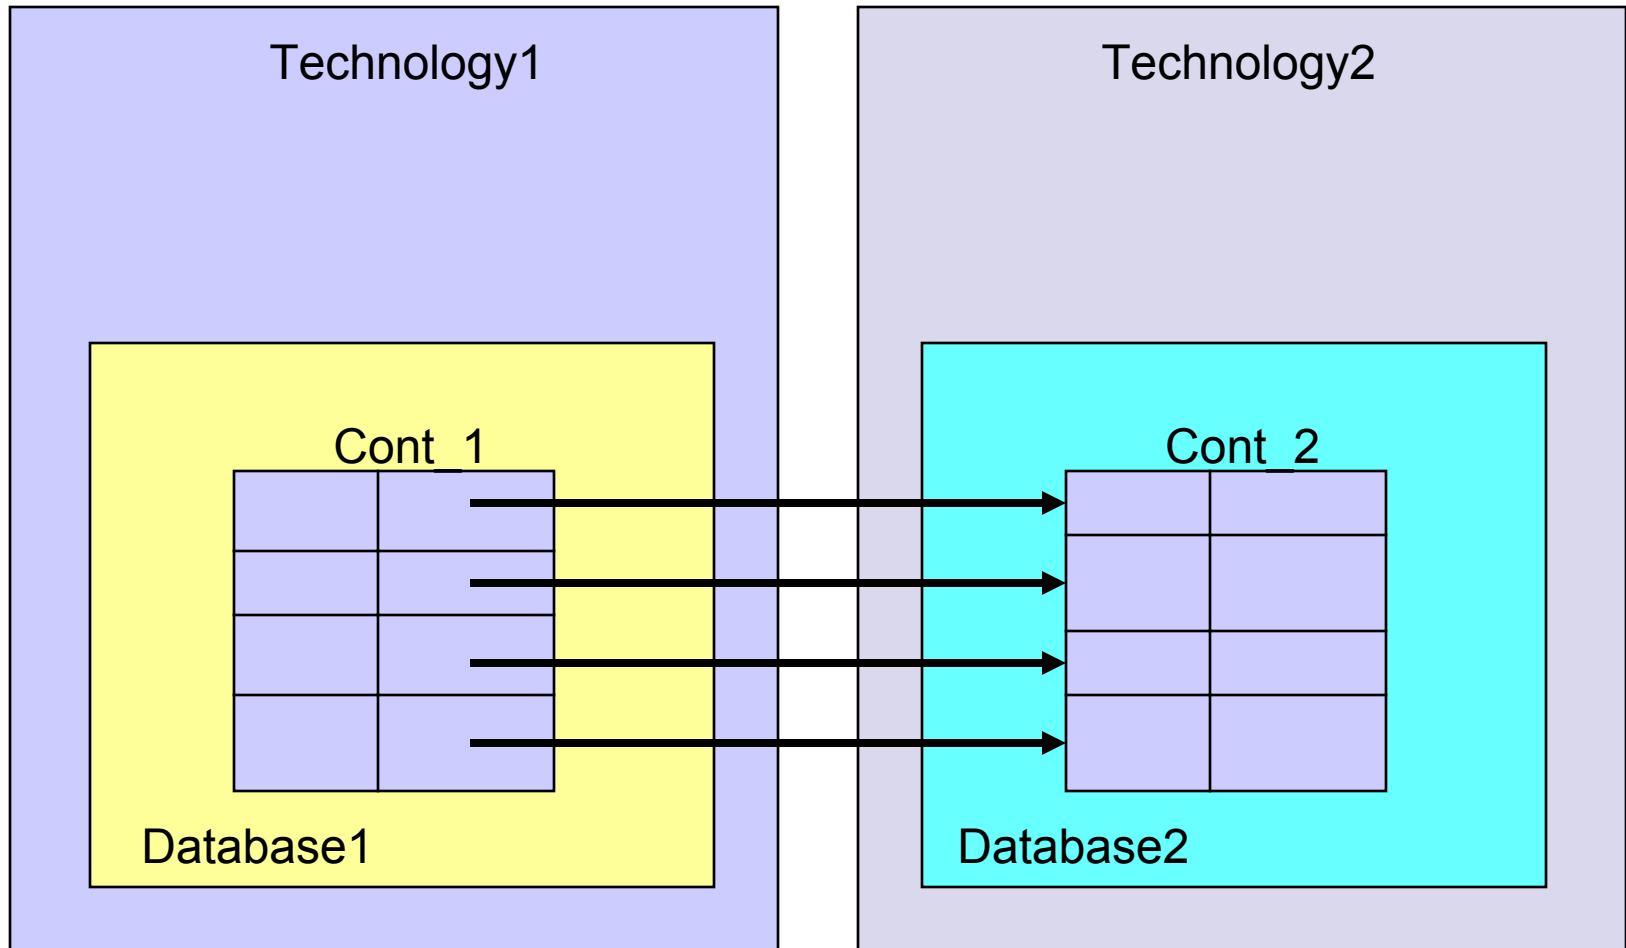 Technology1
Technology2
Cont_1
Cont_2
Database1
Database2